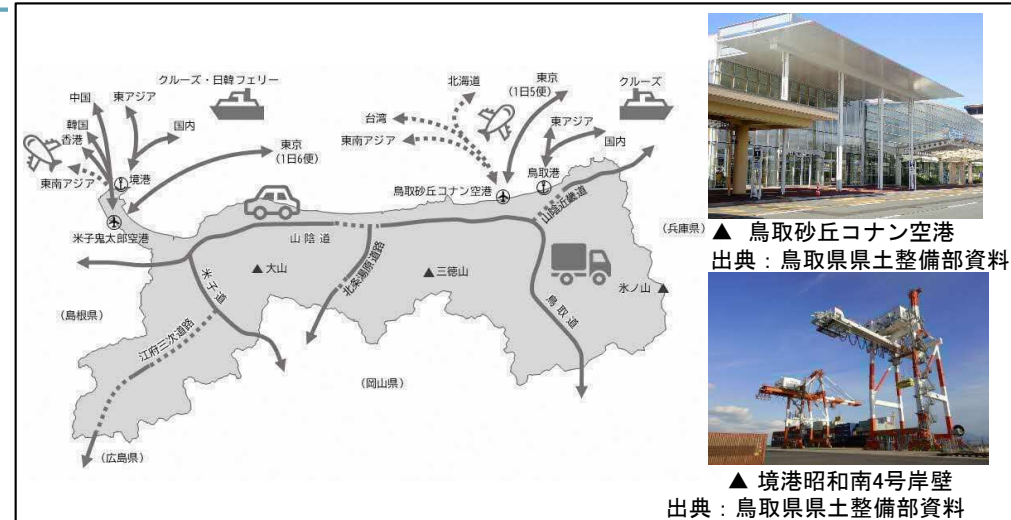 クルーズ・日韓フェリー
中国
東アジア
韓国
香港
国内
東南アジア
境港
東京
(1日6便)
米子鬼太郎空港
北海道
東京
(1日5便)
クルーズ
台湾
東アジア
東南アジア
国内
鳥取港
鳥取砂丘コナン空港
山陰近畿道
(兵庫県)
山陰道
▲大山
米子道
北条湯原道路
▲三徳山
氷ノ山▲
鳥取道
(島根県)
江府三次道路
(岡山県)
(広島県)
▲ 鳥取砂丘コナン空港
出典：鳥取県県土整備部資料
▲ 境港昭和南4号岸壁
出典：鳥取県県土整備部資料